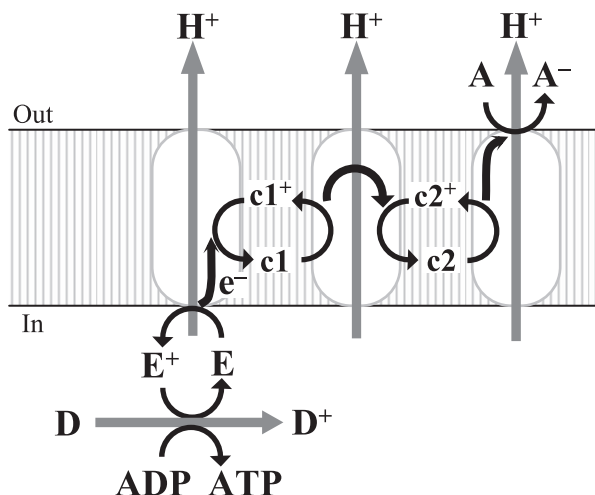 H⁺ H⁺ H⁺
A A⁻
Out
c1⁺ c2⁺
c1 c2
e⁻
In
E⁺ E
D D⁺
ADP ATP